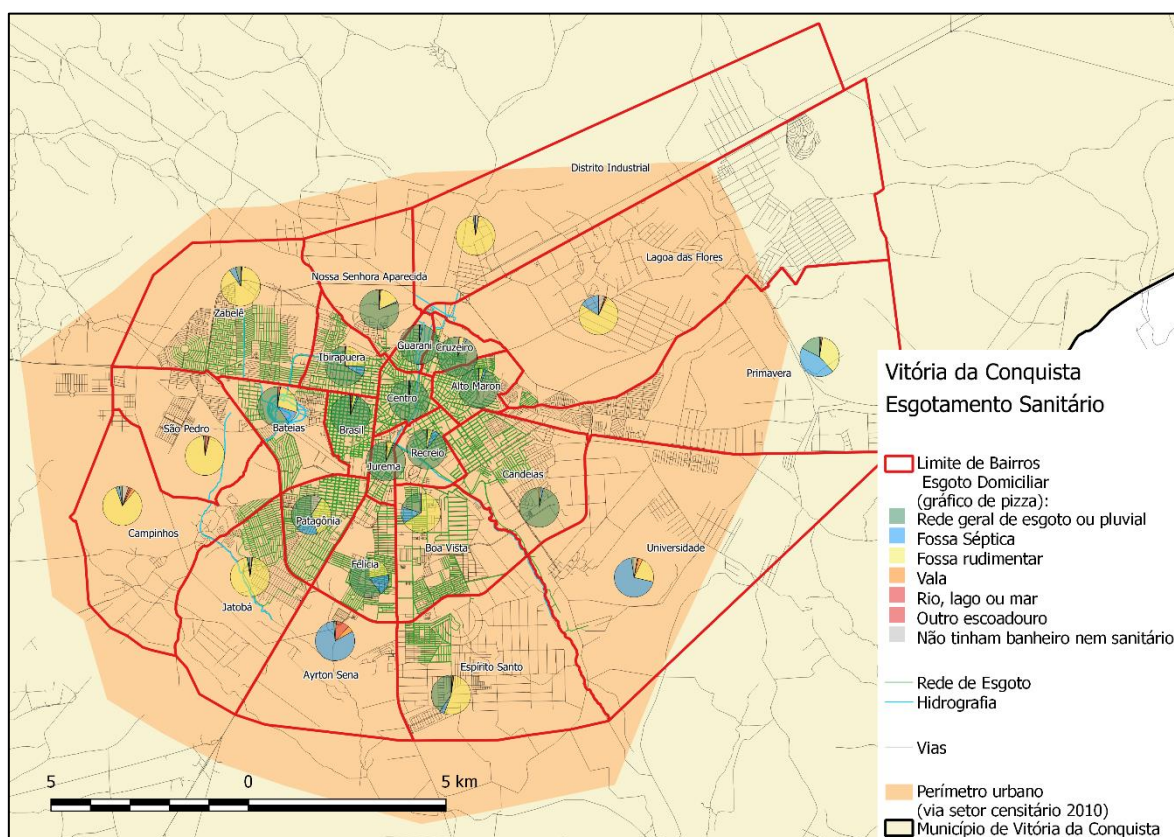 Distrito Industrial
Lagoa das Flores
Nossa Senhora Aparecida
Zabelê
Guarani
Cruzeiro
Ibirapuera
Primavera
Alto Maron
Centro
São Pedro
Bateias
Brasil
Recreio
Jurema
Candeias
Patagônia
Campinhos
Boa Vista
Universidade
Felícia
Jatobá
Espírito Santo
Ayrton Sena
5
0
5 km
Vitória da Conquista
Esgotamento Sanitário
Limite de Bairros
Esgoto Domiciliar
(gráfico de pizza):
Rede geral de esgoto ou pluvial
Fossa Séptica
Fossa rudimentar
Vala
Rio, lago ou mar
Outro escoadouro
Não tinham banheiro nem sanitário
Rede de Esgoto
Hidrografia
Vias
Perímetro urbano
(via setor censitário 2010)
Município de Vitória da Conquista